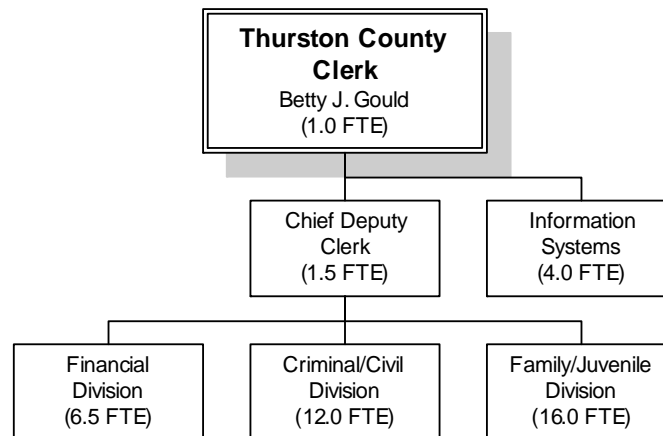 Thurston County
Clerk
Betty J. Gould
(1.0 FTE)
Chief Deputy
Clerk
(1.5 FTE)
Information
Systems
(4.0 FTE)
Financial
Division
(6.5 FTE)
Criminal/Civil
Division
(12.0 FTE)
Family/Juvenile
Division
(16.0 FTE)